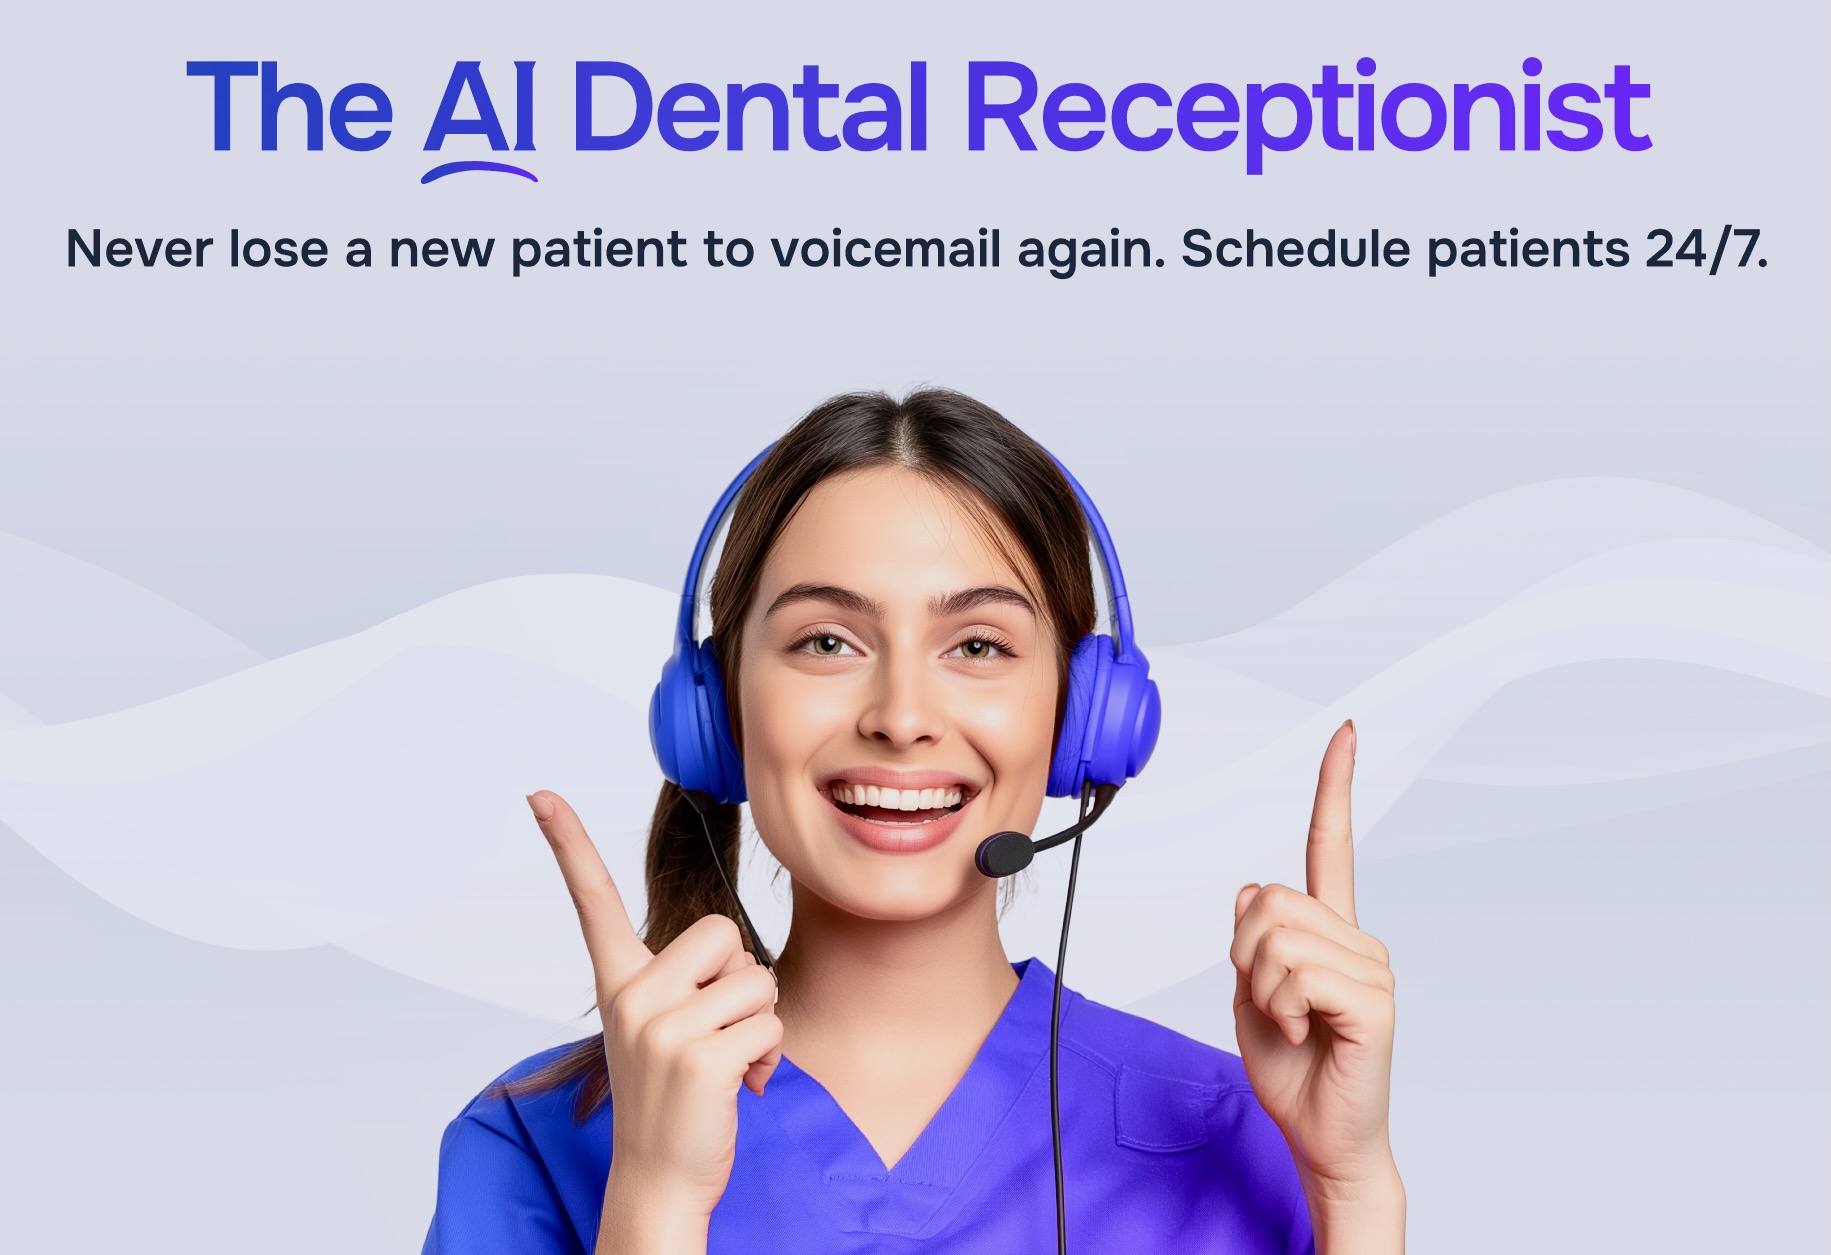 The AI Dental Receptionist
Never lose a new patient to voicemail again. Schedule patients 24/7.